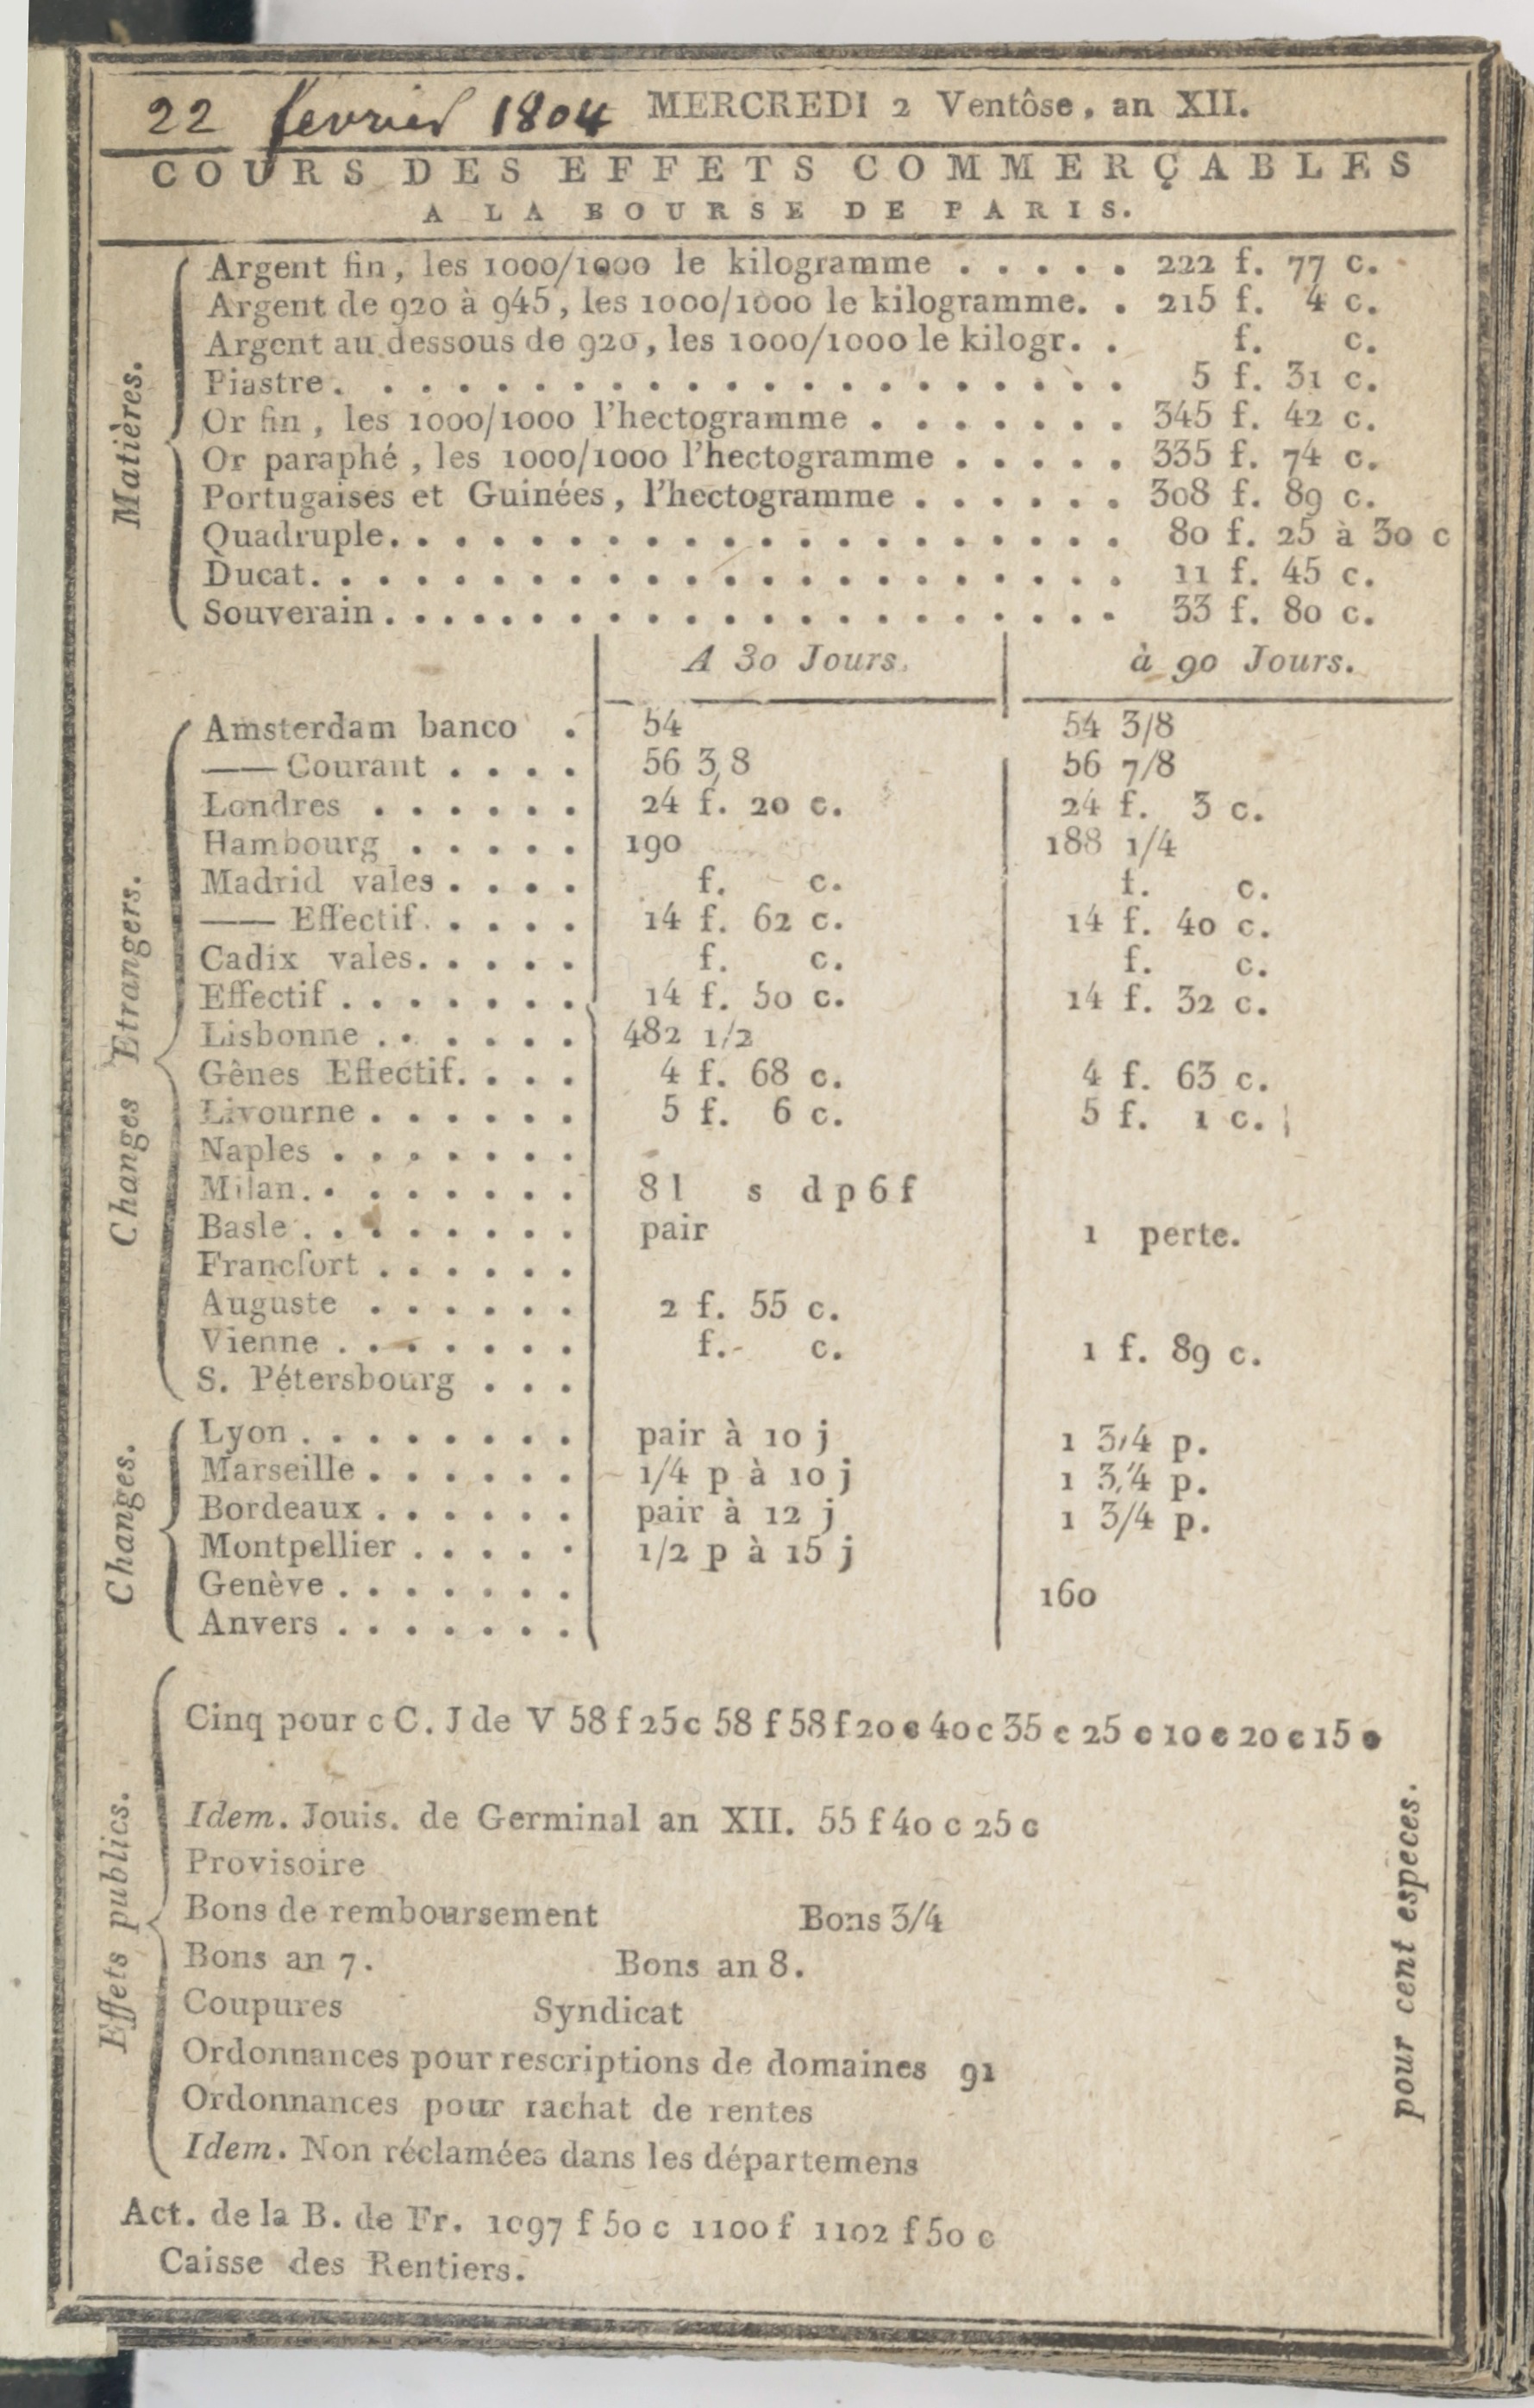 22 fevrier 1804 MERCREDI 2 Ventôse, an XII.
COURS DES EFFETS COMMERÇABLES
A LA BOURSE DE PARIS.
Matières.
Argent fin, les 1000/1000 le kilogramme . . . . . 222 f. 77 c.
Argent de 920 à 945, les 1000/1000 le kilogramme. . 215 f. 4 c.
Argent au dessous de 920, les 1000/1000 le kilogr. . f. c.
Piastre. . . . . . . . . . . . . . . . . . . . 5 f. 31 c.
Or fin, les 1000/1000 l'hectogramme . . . . . . . 345 f. 42 c.
Or paraphé, les 1000/1000 l'hectogramme . . . . . 335 f. 74 c.
Portugaises et Guinées, l'hectogramme . . . . . . 308 f. 89 c.
Quadruple. . . . . . . . . . . . . . . . . . . 80 f. 25 à 30 c
Ducat. . . . . . . . . . . . . . . . . . . . . 11 f. 45 c.
Souverain . . . . . . . . . . . . . . . . . . . 33 f. 80 c.
A 30 Jours. à 90 Jours.
Changes Etrangers.
Amsterdam banco . 54 54 3/8
—— Courant . . . . 56 3/8 56 7/8
Londres . . . . . . 24 f. 20 c. 24 f. 3 c.
Hambourg . . . . . 190 188 1/4
Madrid vales . . . . f. c. f. c.
—— Effectif. . . . . 14 f. 62 c. 14 f. 40 c.
Cadix vales. . . . . f. c. f. c.
Effectif . . . . . . . 14 f. 50 c. 14 f. 32 c.
Lisbonne . . . . . . 482 1/2
Gênes Effectif. . . . 4 f. 68 c. 4 f. 63 c.
Livourne . . . . . . 5 f. 6 c. 5 f. 1 c.
Naples . . . . . . .
Milan. . . . . . . . 8 l s d p 6 f
Basle . . . . . . . . pair 1 perte.
Francfort . . . . . .
Auguste . . . . . . 2 f. 55 c.
Vienne . . . . . . . f. c. 1 f. 89 c.
S. Pétersbourg . . .
Changes.
Lyon . . . . . . . . pair à 10 j 1 3/4 p.
Marseille . . . . . . 1/4 p à 10 j 1 3/4 p.
Bordeaux . . . . . . pair à 12 j 1 3/4 p.
Montpellier . . . . . 1/2 p à 15 j
Genève . . . . . . . 160
Anvers . . . . . . .
Effets publics.
Cinq pour c C. J de V 58 f 25 c 58 f 58 f 20 c 40 c 35 c 25 c 10 c 20 c 15 c
Idem. Jouis. de Germinal an XII. 55 f 40 c 25 c
Provisoire
Bons de remboursement Bons 3/4
Bons an 7. Bons an 8.
Coupures Syndicat
Ordonnances pour rescriptions de domaines 91
Ordonnances pour rachat de rentes
Idem. Non réclamées dans les départemens
pour cent especes.
Act. de la B. de Fr. 1097 f 50 c 1100 f 1102 f 50 c
Caisse des Rentiers.